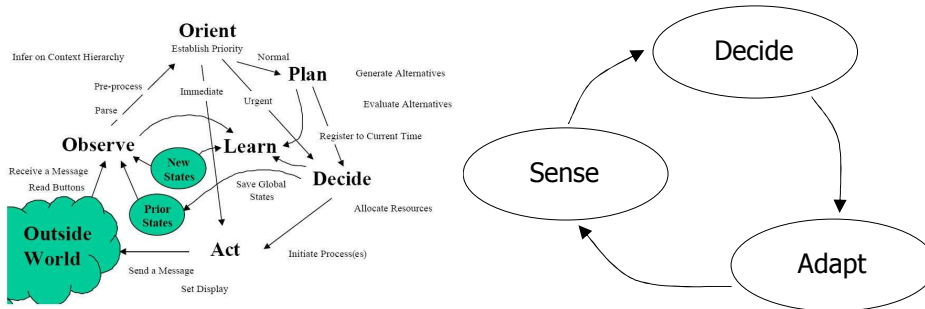 Orient
Establish Priority
Infer on Context Hierarchy
Normal
Plan
Generate Alternatives
Pre-process
Immediate
Urgent
Evaluate Alternatives
Parse
Register to Current Time
Observe
Learn
New
States
Receive a Message
Read Buttons
Decide
Save Global
States
Prior
States
Allocate Resources
Outside
World
Act
Initiate Process(es)
Send a Message
Set Display
Decide
Sense
Adapt